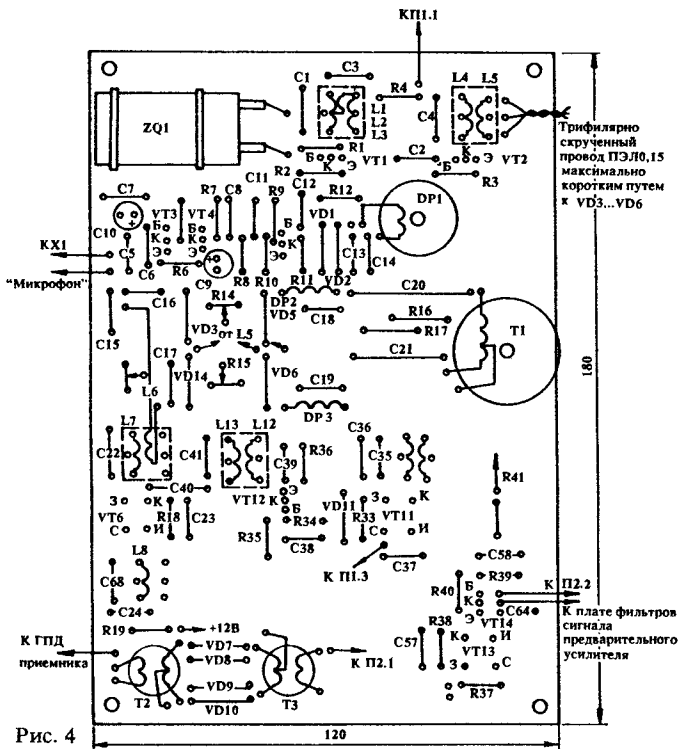 КП1.1
C3
C1
R4
L4 L5
ZQ1
L1
L2
L3
C4
R1
Трифилярно
скрученный
провод ПЭЛ0,15
максимально
коротким путем
к VD3...VD6
Б К Э VT1
C2
К Э VT2
Б
R2
R3
C7
C11
R7 C8 R9
C12
R12
DP1
VT3 VT4
VD1
C10
Б
К
Э
Б
К
Э
Б
К
Э
КХ1
C5
C6
R6
R8
R10
R11
VD2
C13
C14
"Микрофон"
C16
C9
DP2
C20
R14
VD5
C18
R16
C15
VD3
от L5
R17
T1
C17
R15
C21
180
VD14
VD6
L6
C19
DP3
L7
L13 L12
C36
C22
C41
C39
R36
C35
R41
C40
Э
К
Б
VT12
З К
VD11
З К
VT6
R18
C23
R34
R33
VT11
С И
R35
C38
С И
C58
L8
К П1.3
C37
R39
К П2.2
C68
R40
Б
К
Э
C64
К плате фильтров
сигнала
предварительного
усилителя
C24
VT14
R19
+12В
R38
К И
К ГПД
приемника
VD7
C57
VT13
VD8
К П2.1
З С
VD9
R37
VD10
T2
T3
Рис. 4
120